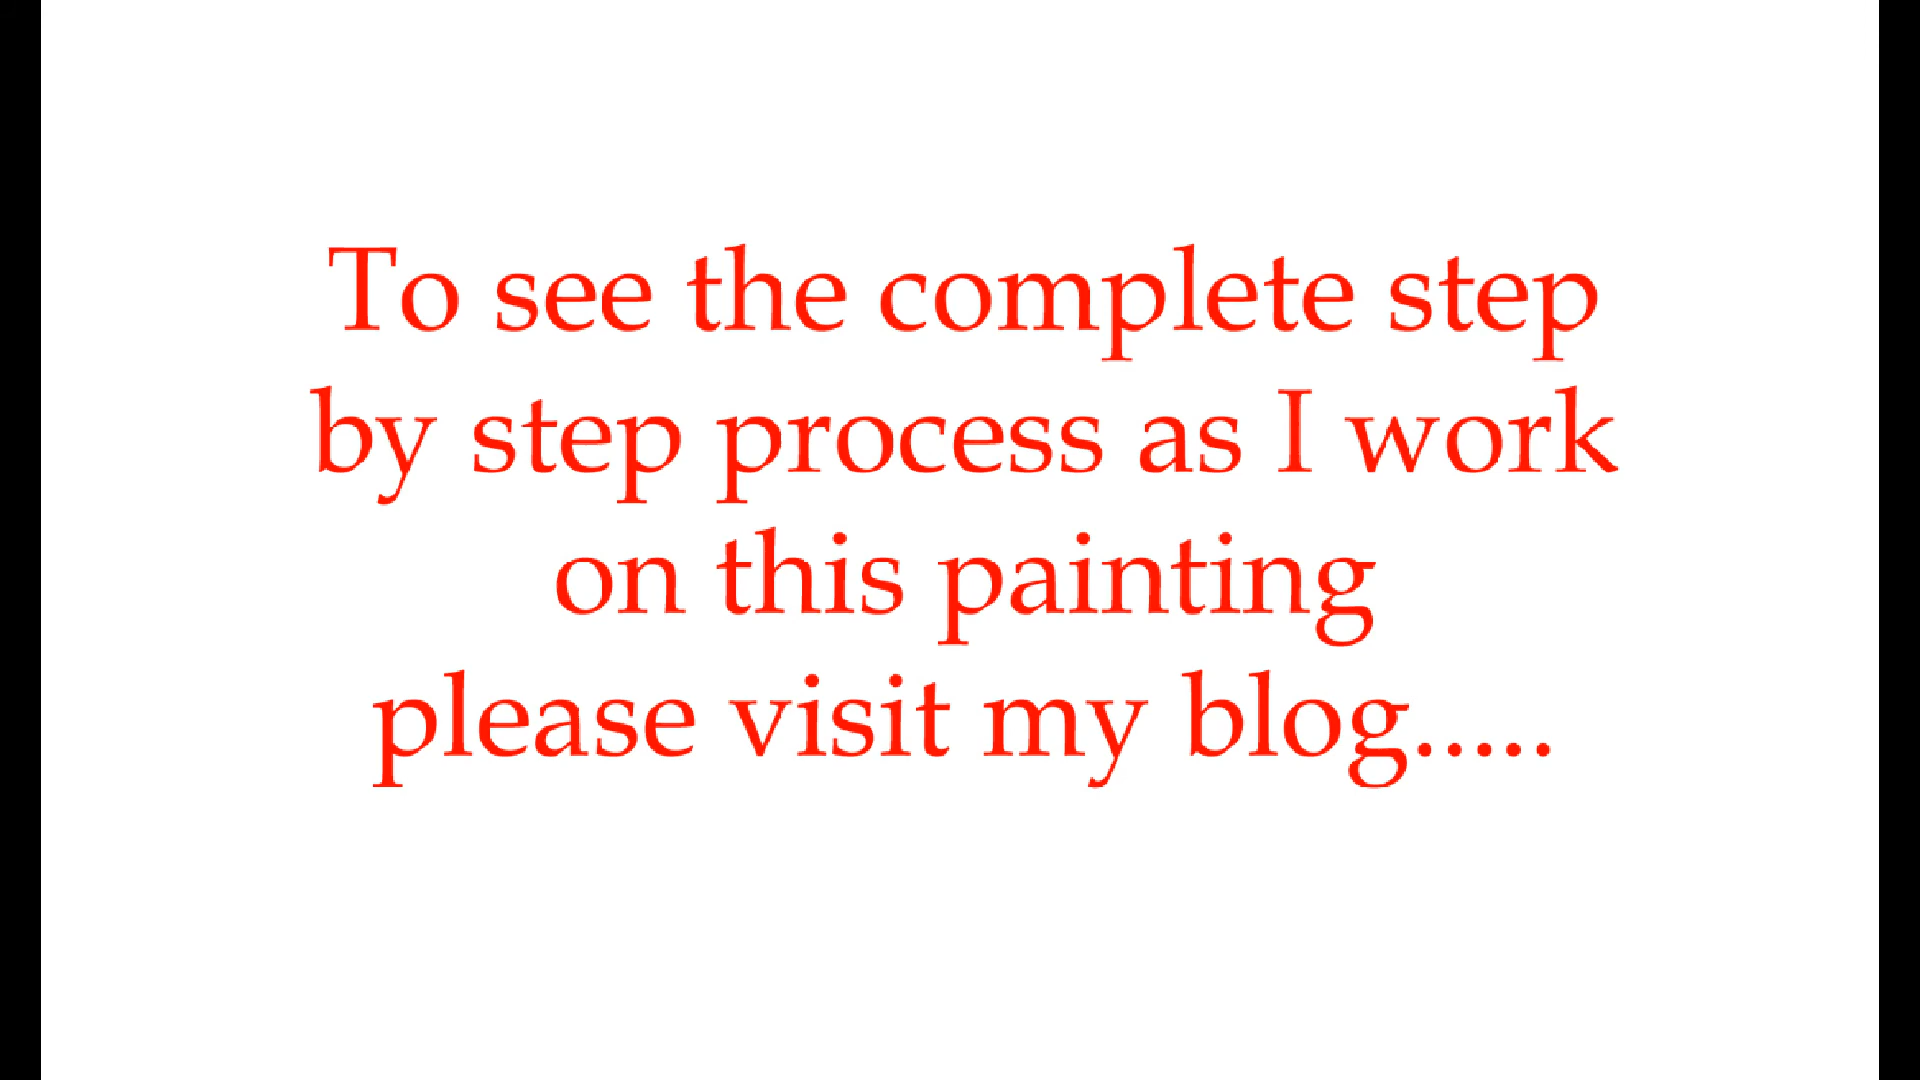 To see the complete step
by step process as I work
on this painting
please visit my blog.....